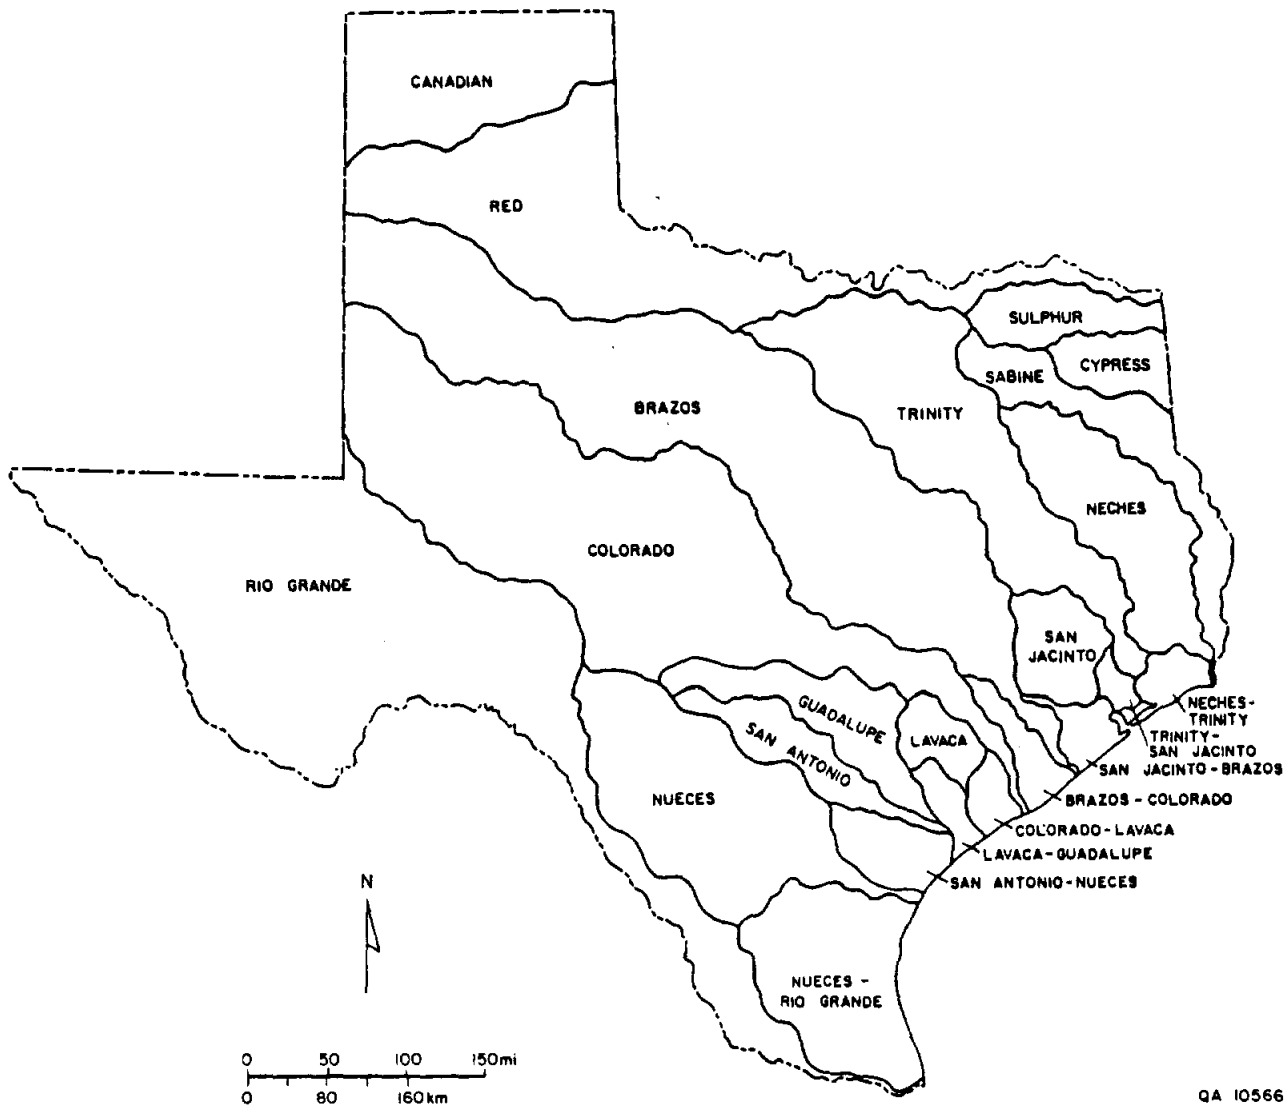 CANADIAN
RED
SULPHUR
CYPRESS
SABINE
BRAZOS
TRINITY
NECHES
COLORADO
RIO GRANDE
SAN
JACINTO
GUADALUPE
NECHES-
TRINITY
TRINITY-
SAN JACINTO
LAVACA
SAN ANTONIO
SAN JACINTO-BRAZOS
NUECES
BRAZOS-COLORADO
COLORADO-LAVACA
LAVACA-GUADALUPE
SAN ANTONIO-NUECES
N
NUECES-
RIO GRANDE
0 50 100 150mi
0 80 160km
QA 10566